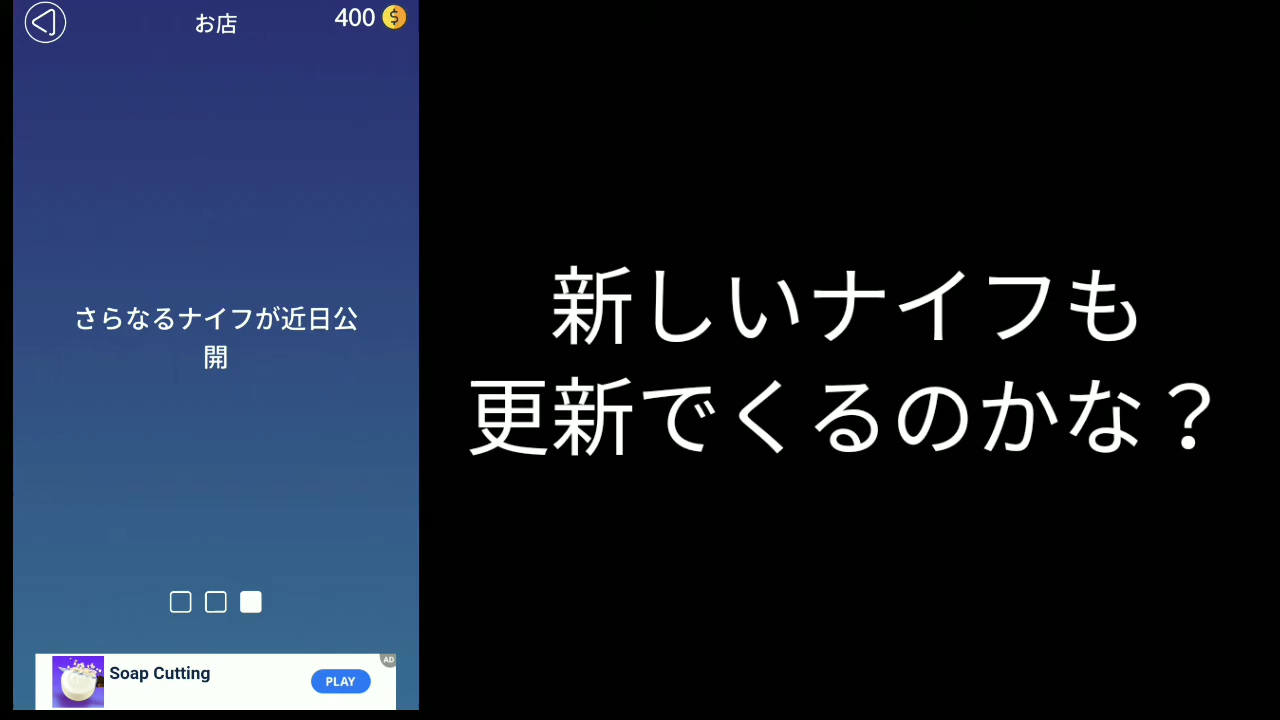 お店
400
さらなるナイフが近日公
開
新しいナイフも
更新でくるのかな？
Soap Cutting
PLAY
AD